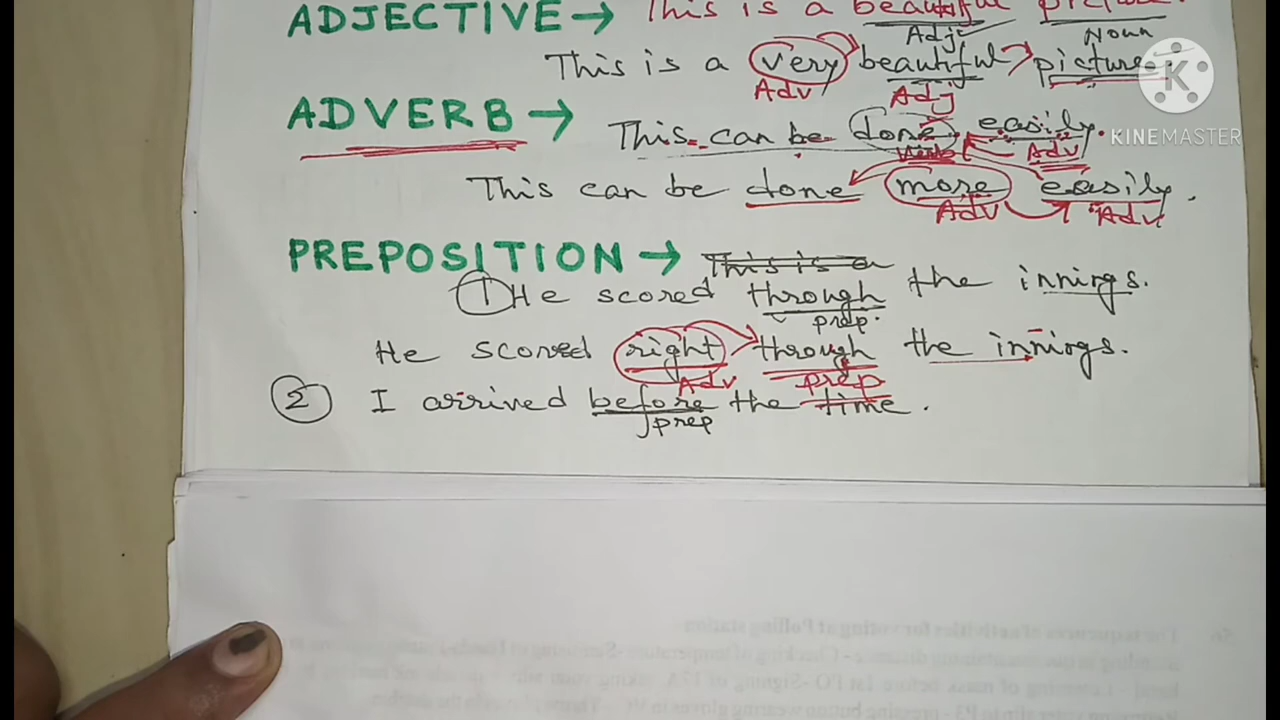 ADJECTIVE → This is a beautiful picture.
Adj Noun
This is a very beautiful picture.
Adv Adj
ADVERB → This can be done easily.
Verb Adv
This can be done more easily.
Adv Adv
PREPOSITION → This is a
① He scored through the innings.
prep.
He scored right through the innings.
Adv prep
② I arrived before the time.
prep
K
KINEMASTER